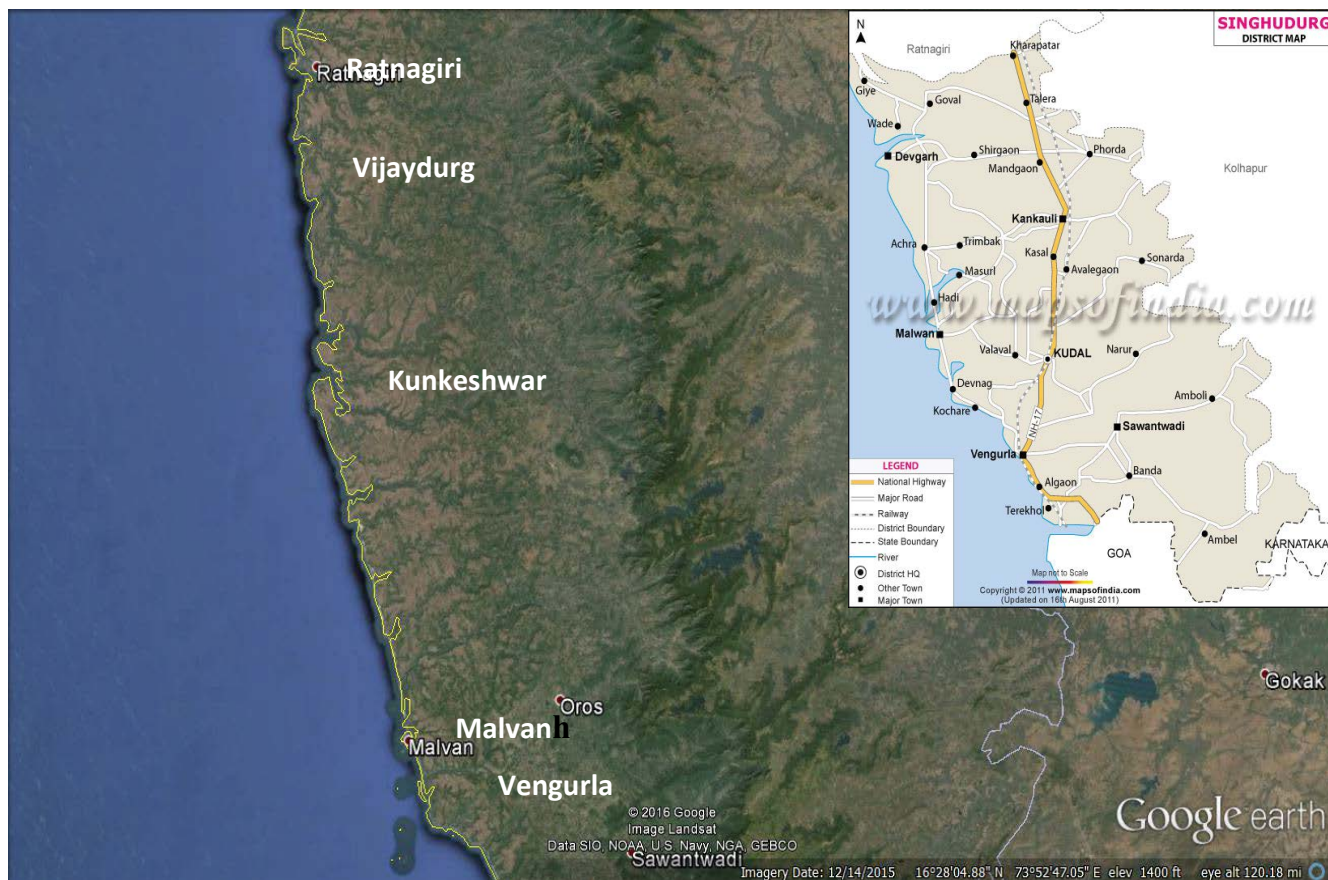 Ratnagiri
Ratnagiri
Vijaydurg
Kunkeshwar
Oros
Malvanh
Malvan
Vengurla
Gokak
Sawantwadi
© 2016 Google
Image Landsat
Data SIO, NOAA, U.S. Navy, NGA, GEBCO
Google earth
Imagery Date: 12/14/2015 16°28'04.88" N 73°52'47.05" E elev 1400 ft eye alt 120.18 mi
N
SINGHUDURG
DISTRICT MAP
Ratnagiri
Kharapatar
Giye
Goval
Talera
Wade
Devgarh
Shirgaon
Phorda
Mandgaon
Kolhapur
Kankauli
Achra
Trimbak
Kasal
Sonarda
Masurl
Avalegaon
Hadi
www.mapsofindia.com
Malwan
Valaval
KUDAL
Narur
Devnag
Kochare
Amboli
NH-17
Sawantwadi
Vengurla
Banda
Algaon
Terekhol
Ambel
GOA
KARNATAKA
LEGEND
National Highway
Major Road
Railway
District Boundary
State Boundary
River
District HQ
Other Town
Major Town
Map not to Scale
Copyright © 2011 www.mapsofindia.com
(Updated on 16th August 2011)